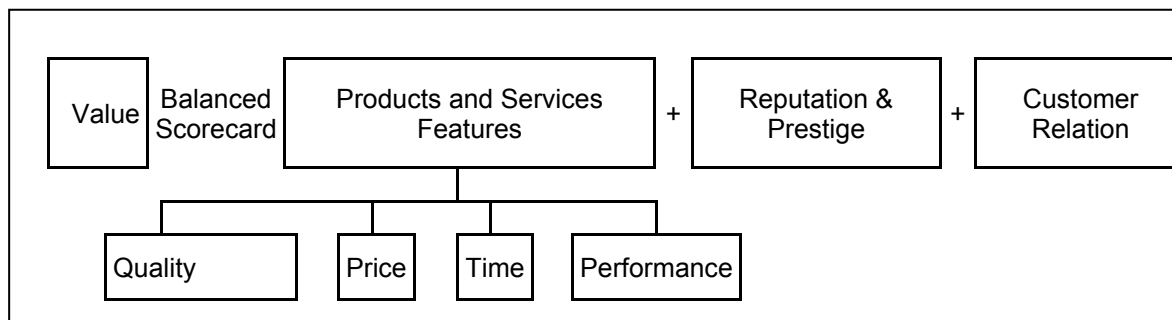 Value
Balanced
Scorecard
Products and Services
Features
+
Reputation &
Prestige
+
Customer
Relation
Quality
Price
Time
Performance